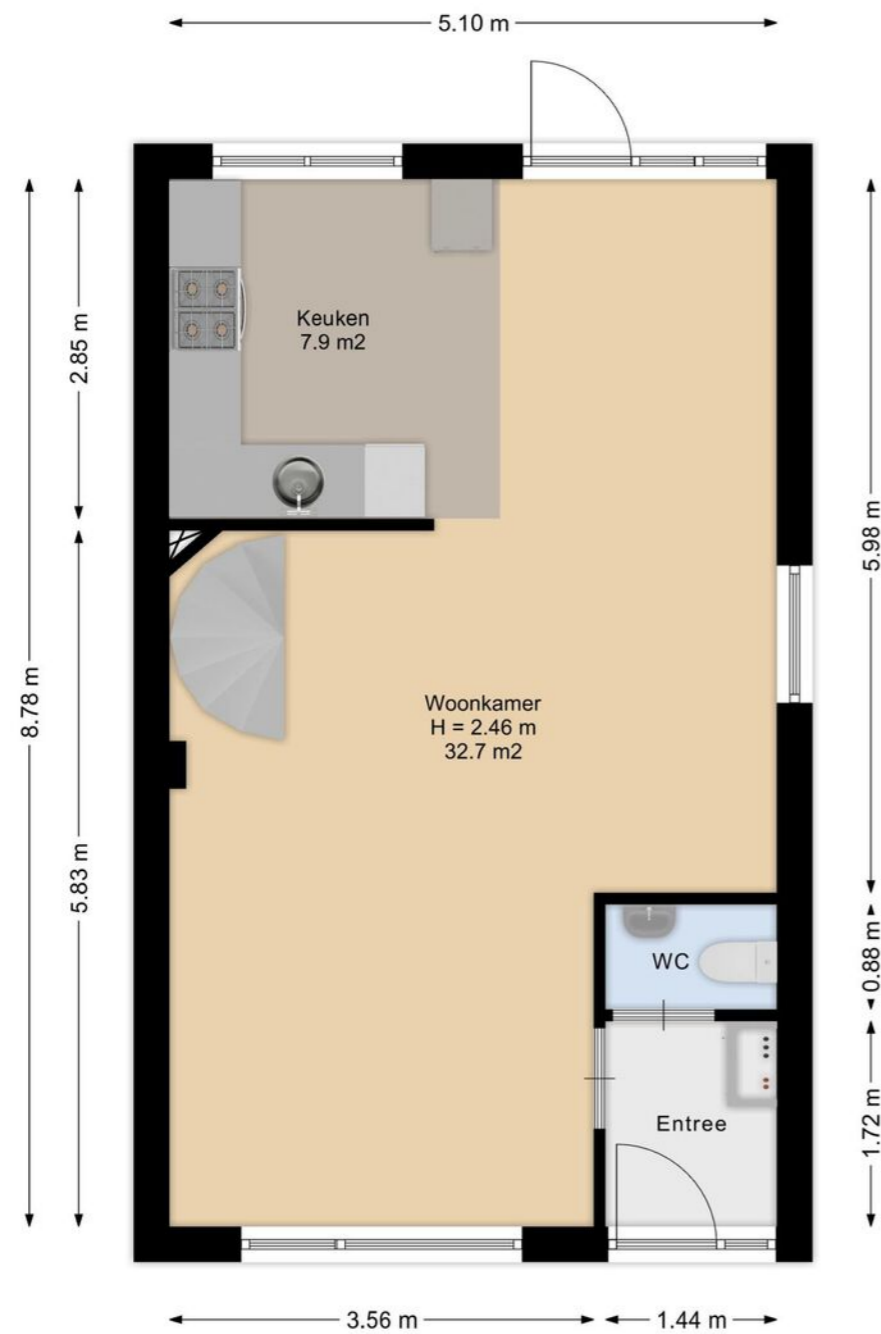 5.10 m
2.85 m
Keuken
7.9 m2
5.98 m
8.78 m
Woonkamer
H = 2.46 m
32.7 m2
5.83 m
WC
0.88 m
Entree
1.72 m
3.56 m
1.44 m